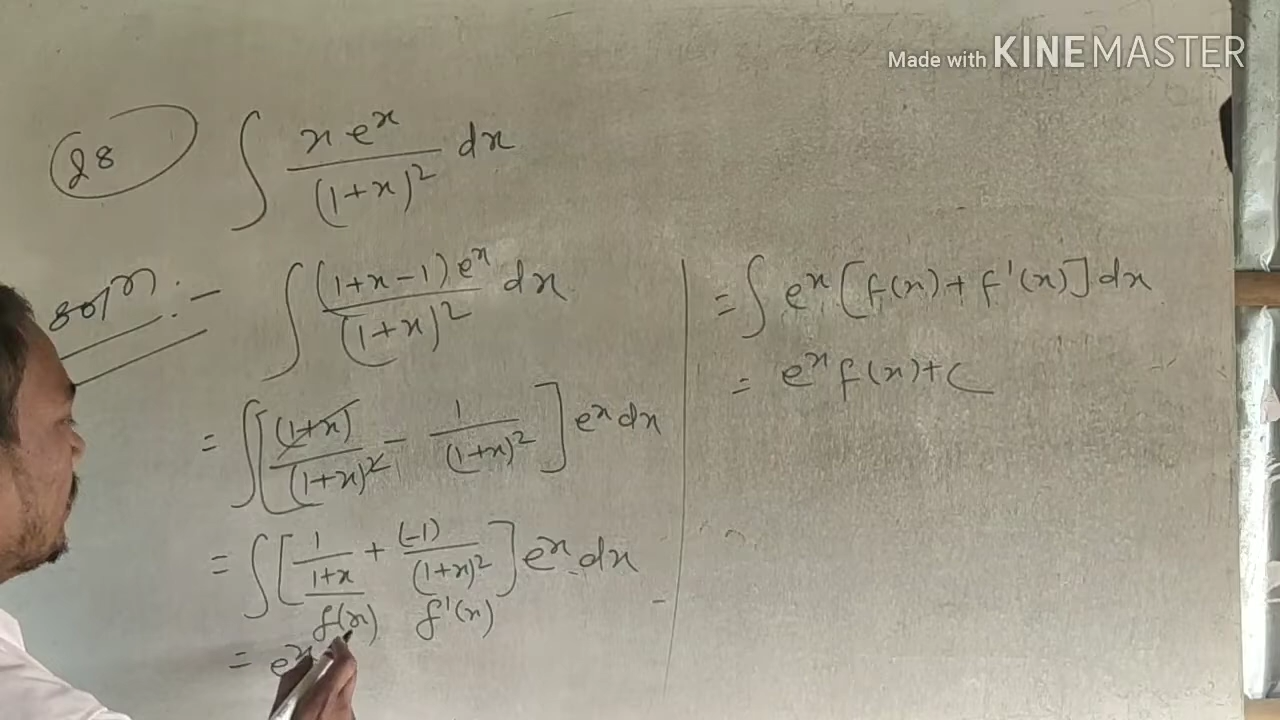 Made with KINEMASTER
28 ∫ x e^x / (1+x)^2 dx
Soln:- ∫ (1+x-1) e^x / (1+x)^2 dx
= ∫ [ (1+x) / (1+x)^2 - 1 / (1+x)^2 ] e^x dx
= ∫ [ 1 / 1+x + (-1) / (1+x)^2 ] e^x dx
f(x) f'(x)
= e^x
= ∫ e^x [f(x) + f'(x)] dx
= e^x f(x) + C